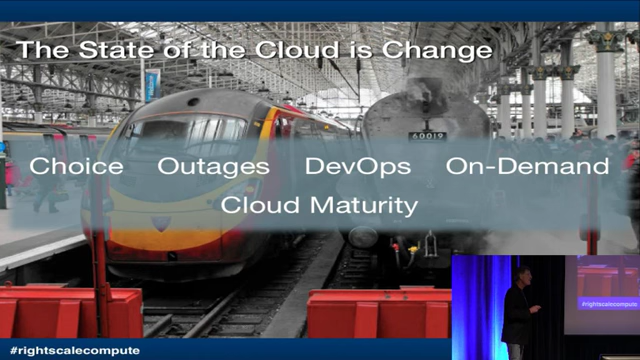 The State of the Cloud is Change
Choice Outages DevOps On-Demand
Cloud Maturity
60019
#rightscalecompute
#rightscalecompute